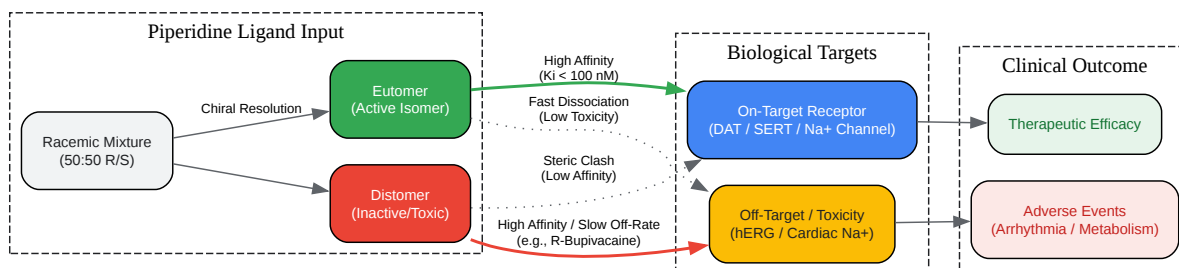 Piperidine Ligand Input
Racemic Mixture
(50:50 R/S)
Chiral Resolution
Eutomer
(Active Isomer)
Distomer
(Inactive/Toxic)
High Affinity
(Ki < 100 nM)
Fast Dissociation
(Low Toxicity)
Steric Clash
(Low Affinity)
High Affinity / Slow Off-Rate
(e.g., R-Bupivacaine)
Biological Targets
On-Target Receptor
(DAT / SERT / Na+ Channel)
Off-Target / Toxicity
(hERG / Cardiac Na+)
Clinical Outcome
Therapeutic Efficacy
Adverse Events
(Arrhythmia / Metabolism)